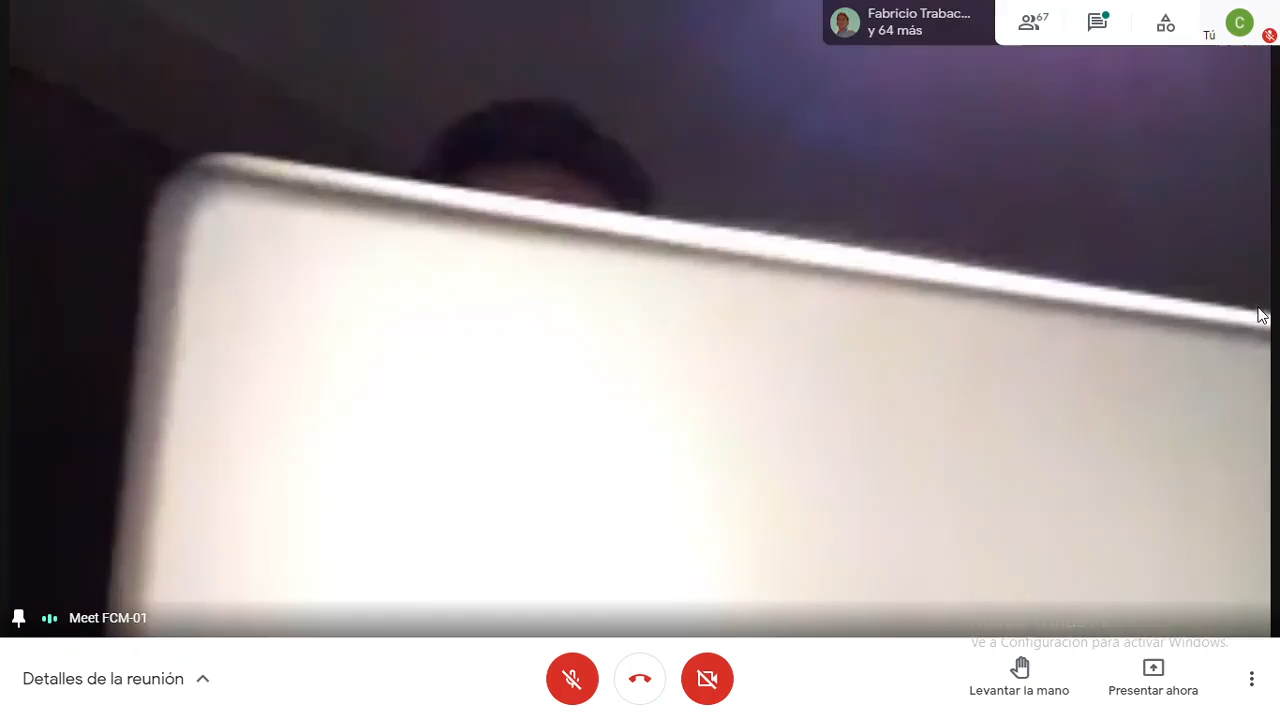 Fabricio Trabac...
y 64 más
67
Tú
C
Meet FCM-01
Ve a Configuración para activar Windows.
Detalles de la reunión
Levantar la mano
Presentar ahora